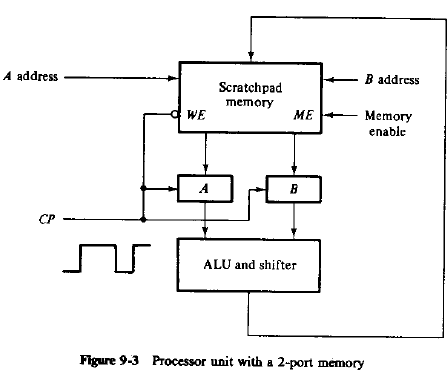 A address
Scratchpad
memory
B address
WE
ME
Memory
enable
A
B
CP
ALU and shifter
Figure 9-3 Processor unit with a 2-port memory